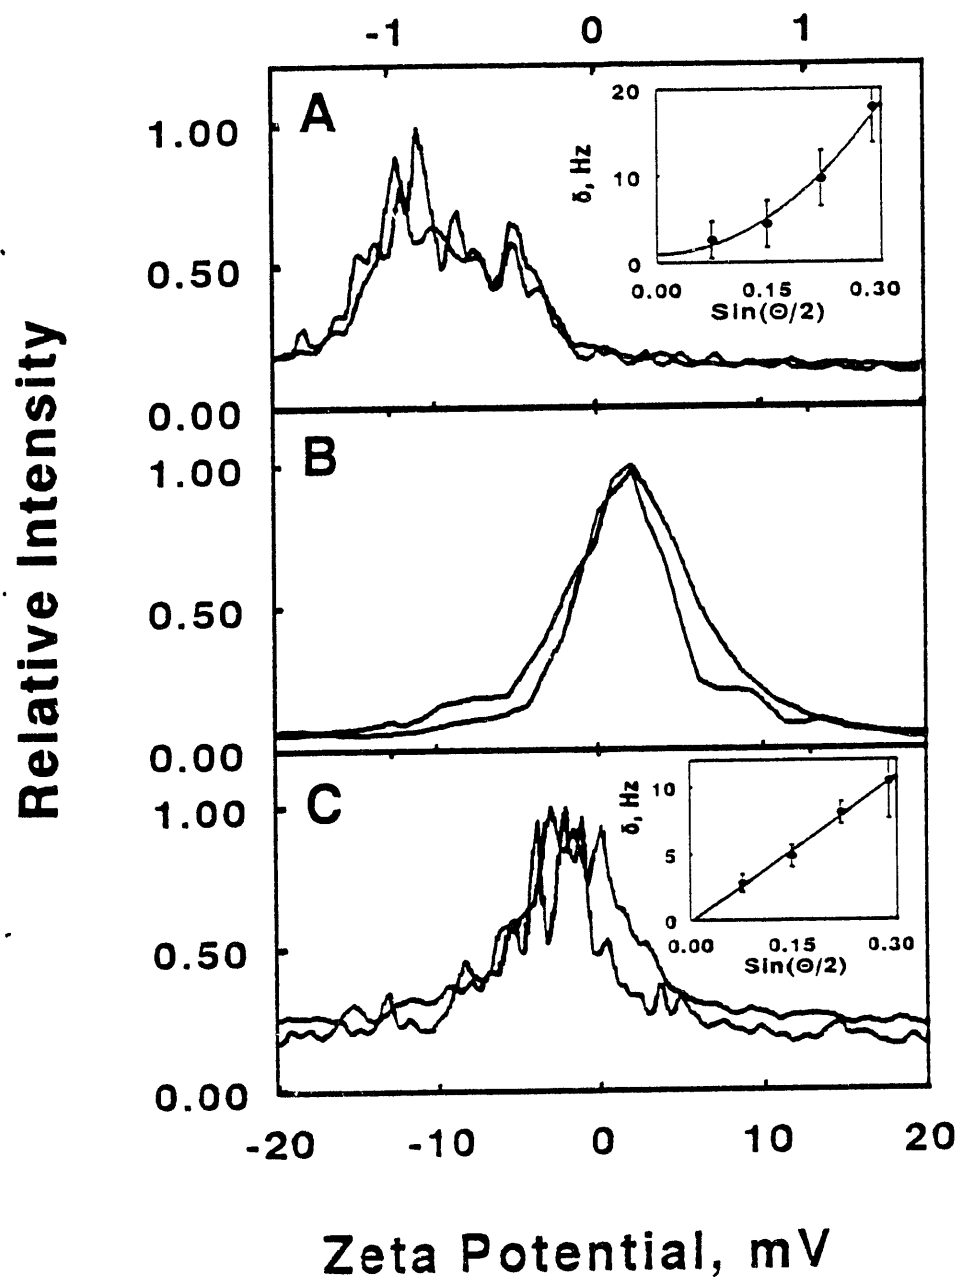 -1 0 1
A
1.00
0.50
0.00
20
10
0
δ, Hz
0.00 0.15 0.30
Sin(Θ/2)
B
1.00
0.50
0.00
C
1.00
0.50
0.00
10
5
0
δ, Hz
0.00 0.15 0.30
Sin(Θ/2)
-20 -10 0 10 20
Relative Intensity
Zeta Potential, mV